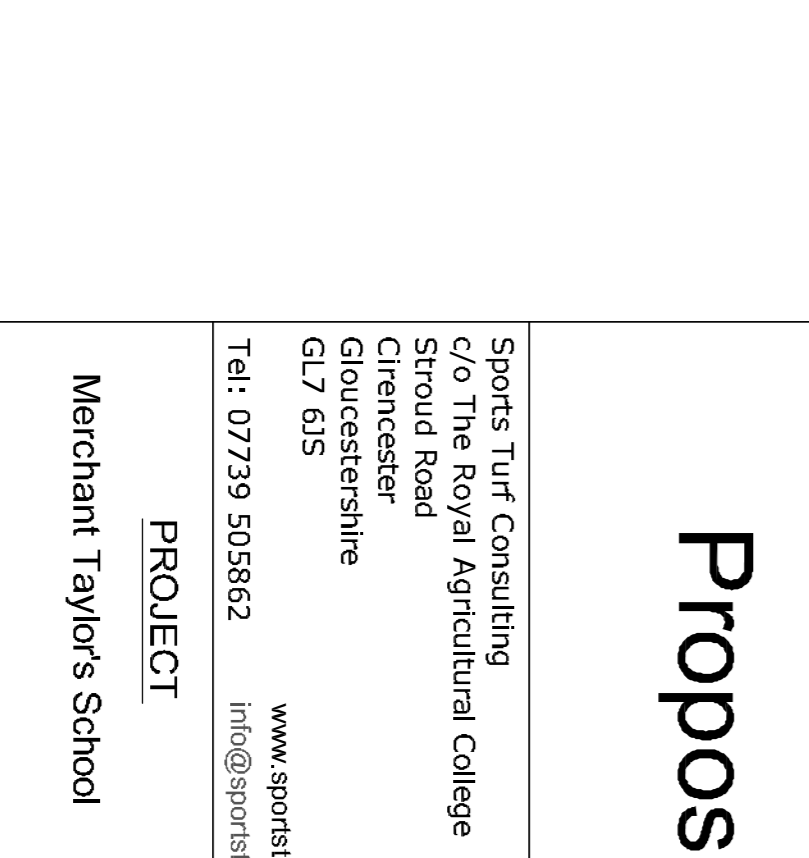 Propos
Sports Turf Consulting
c/o The Royal Agricultural College
Stroud Road
Cirencester
Gloucestershire
GL7 6JS
www.sportst
Tel: 07739 505862 info@sportst
PROJECT
Merchant Taylor's School